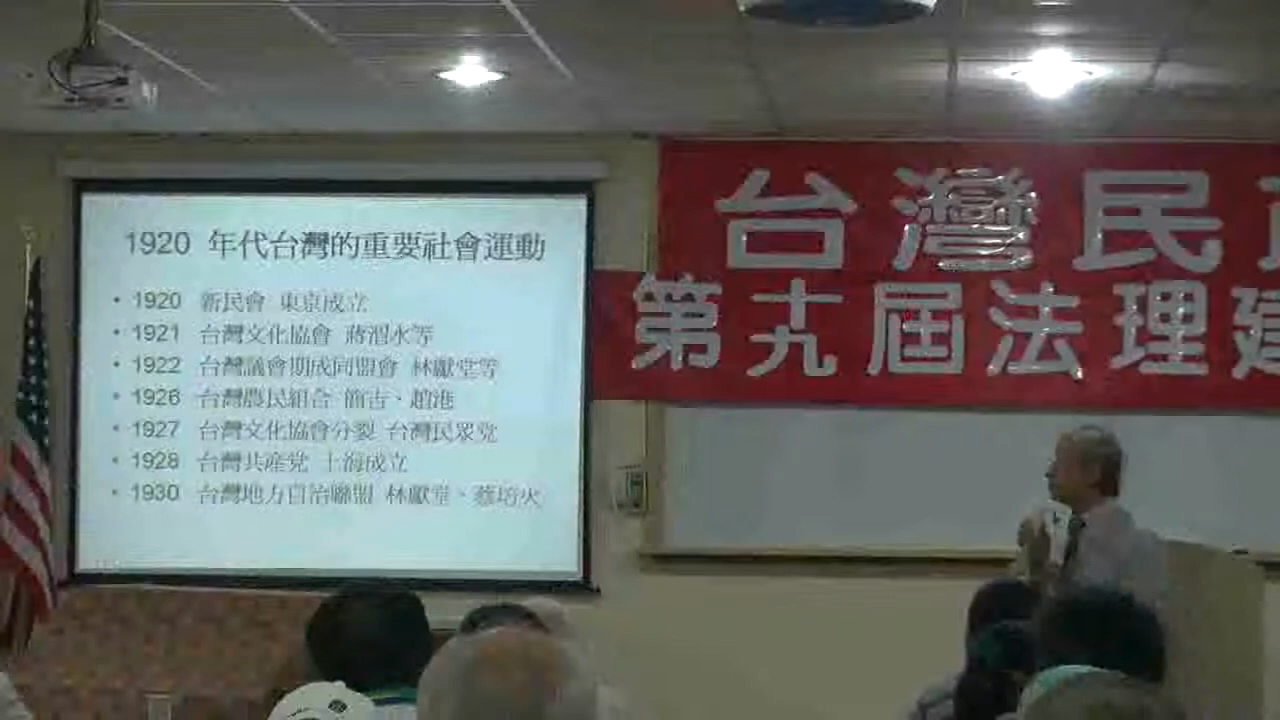 1920 年代台灣的重要社會運動
• 1920 新民會 東京成立
• 1921 台灣文化協會 蔣渭水等
• 1922 台灣議會期成同盟會 林獻堂等
• 1926 台灣農民組合 簡吉、趙港
• 1927 台灣文化協會分裂 台灣民眾党
• 1928 台灣共產党 上海成立
• 1930 台灣地方自治聯盟 林獻堂、蔡培火
台灣民
第十九屆法理建